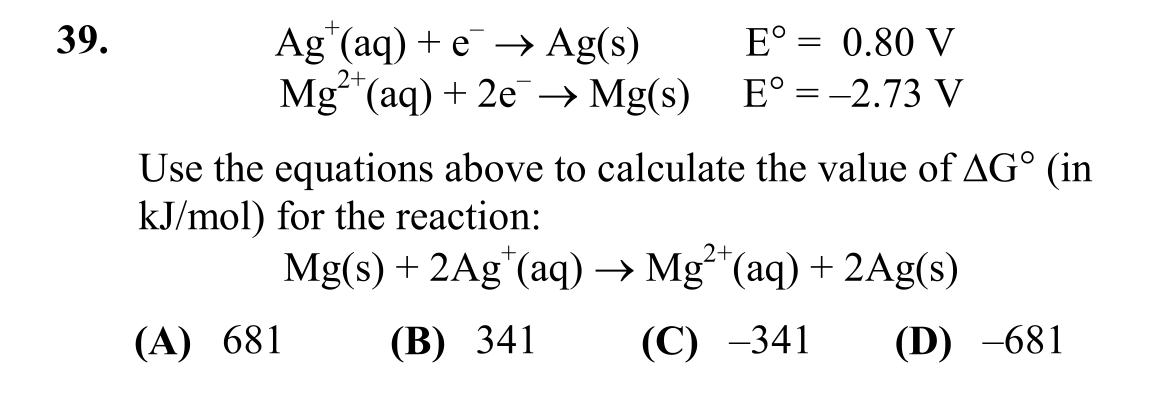 39. Ag⁺(aq) + e⁻ → Ag(s) E° = 0.80 V
Mg²⁺(aq) + 2e⁻ → Mg(s) E° = –2.73 V
Use the equations above to calculate the value of ΔG° (in
kJ/mol) for the reaction:
Mg(s) + 2Ag⁺(aq) → Mg²⁺(aq) + 2Ag(s)
(A) 681 (B) 341 (C) –341 (D) –681